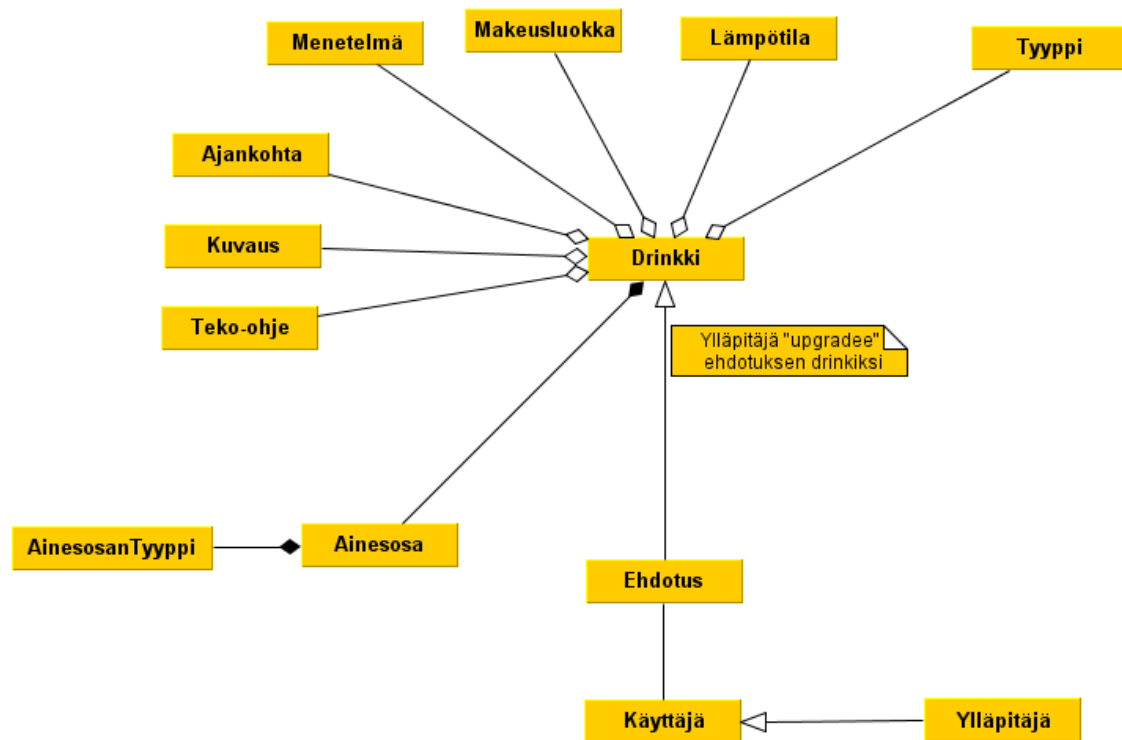 Makeusluokka
Lämpötila
Menetelmä
Tyyppi
Ajankohta
Kuvaus
Drinkki
Teko-ohje
Ylläpitäjä "upgradee"
ehdotuksen drinkiksi
AinesosanTyyppi
Ainesosa
Ehdotus
Käyttäjä
Ylläpitäjä